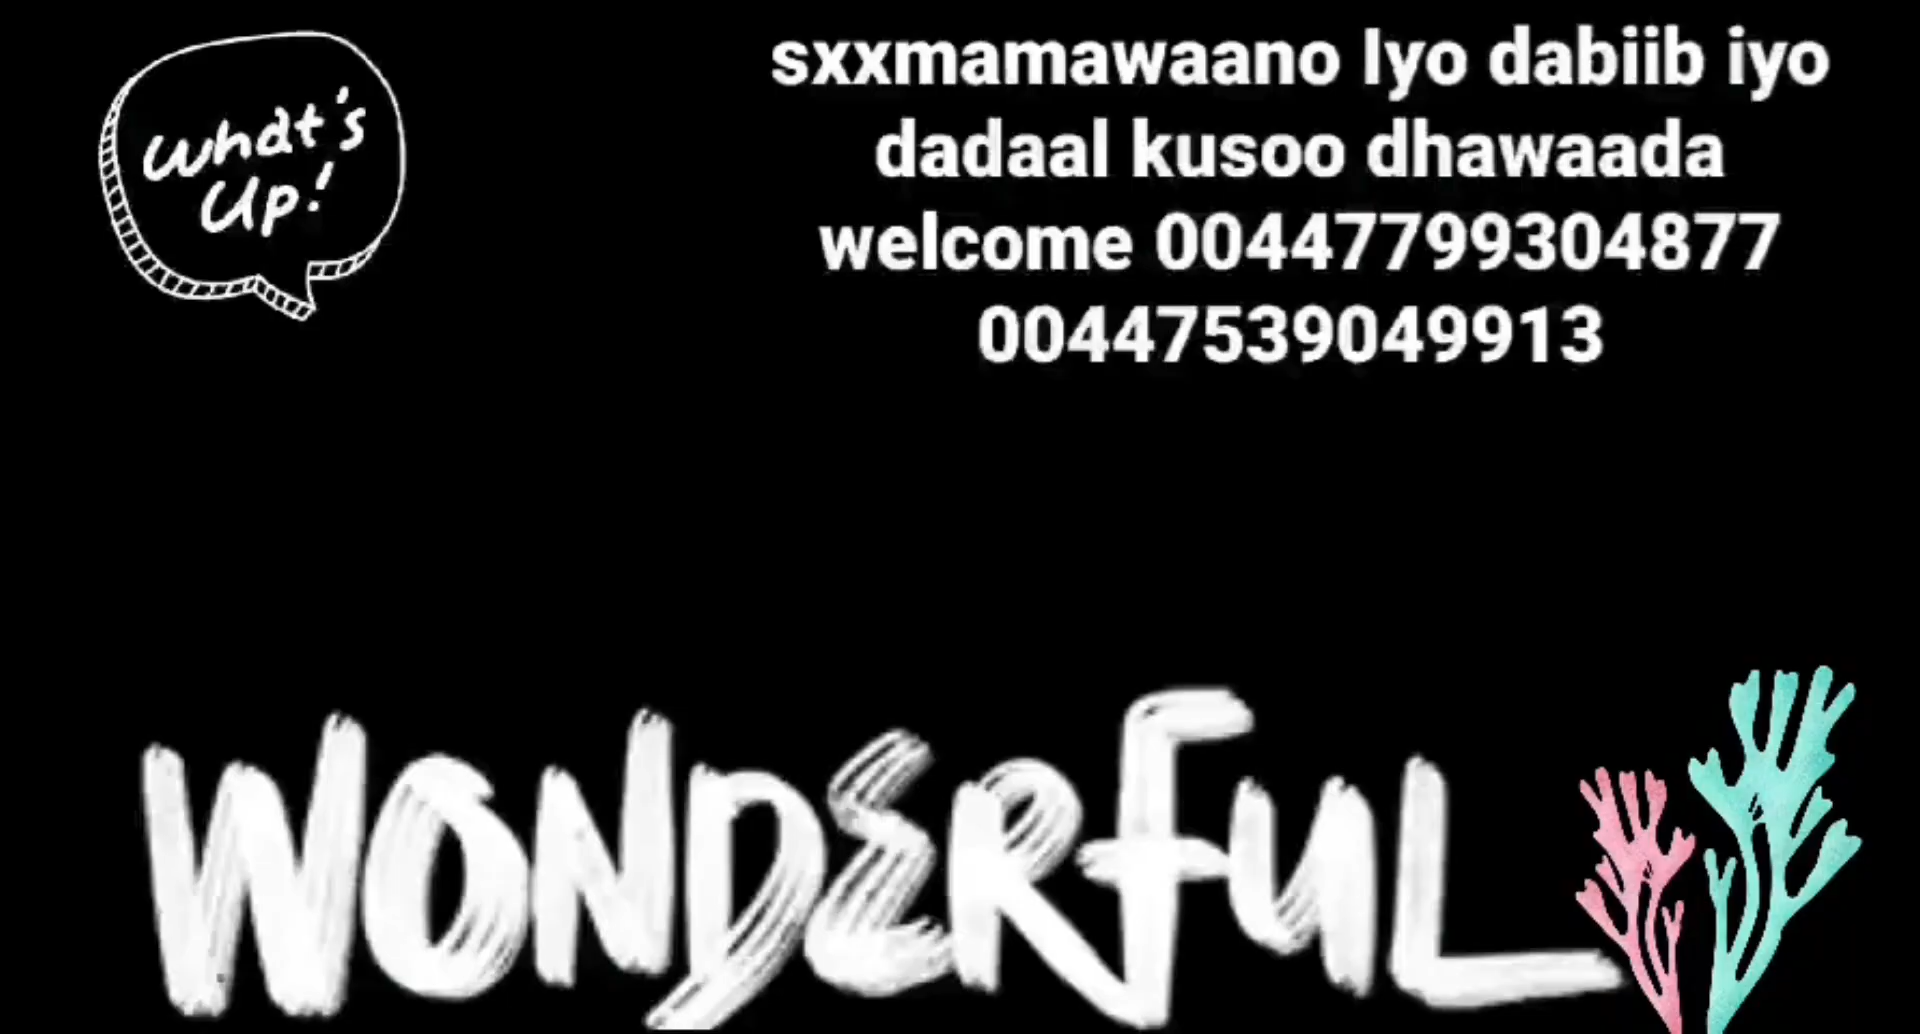 what's
Up!
sxxmamawaano Iyo dabiib iyo
dadaal kusoo dhawaada
welcome 00447799304877
00447539049913
WONDERFUL